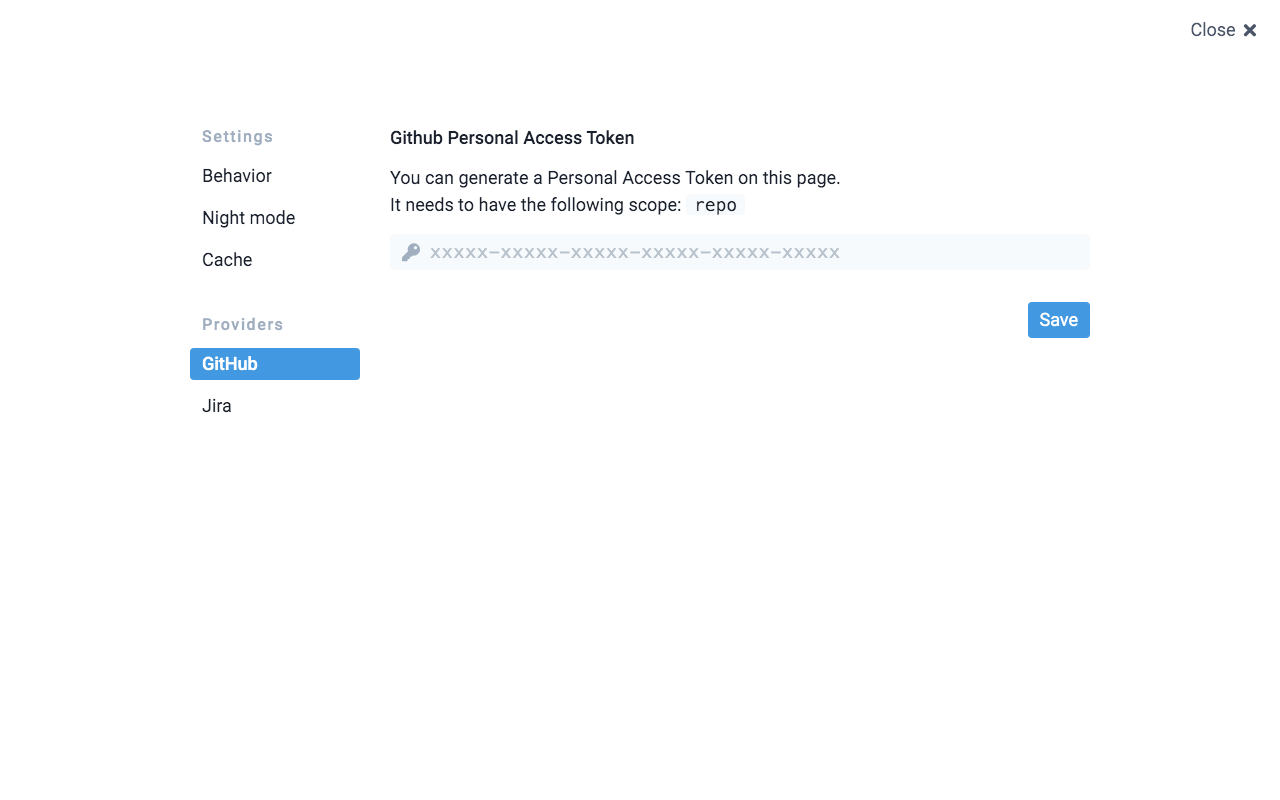 Close
Settings
Behavior
Night mode
Cache
Providers
GitHub
Jira
Github Personal Access Token
You can generate a Personal Access Token on this page.
It needs to have the following scope: repo
xxxxx-xxxxx-xxxxx-xxxxx-xxxxx-xxxxx
Save